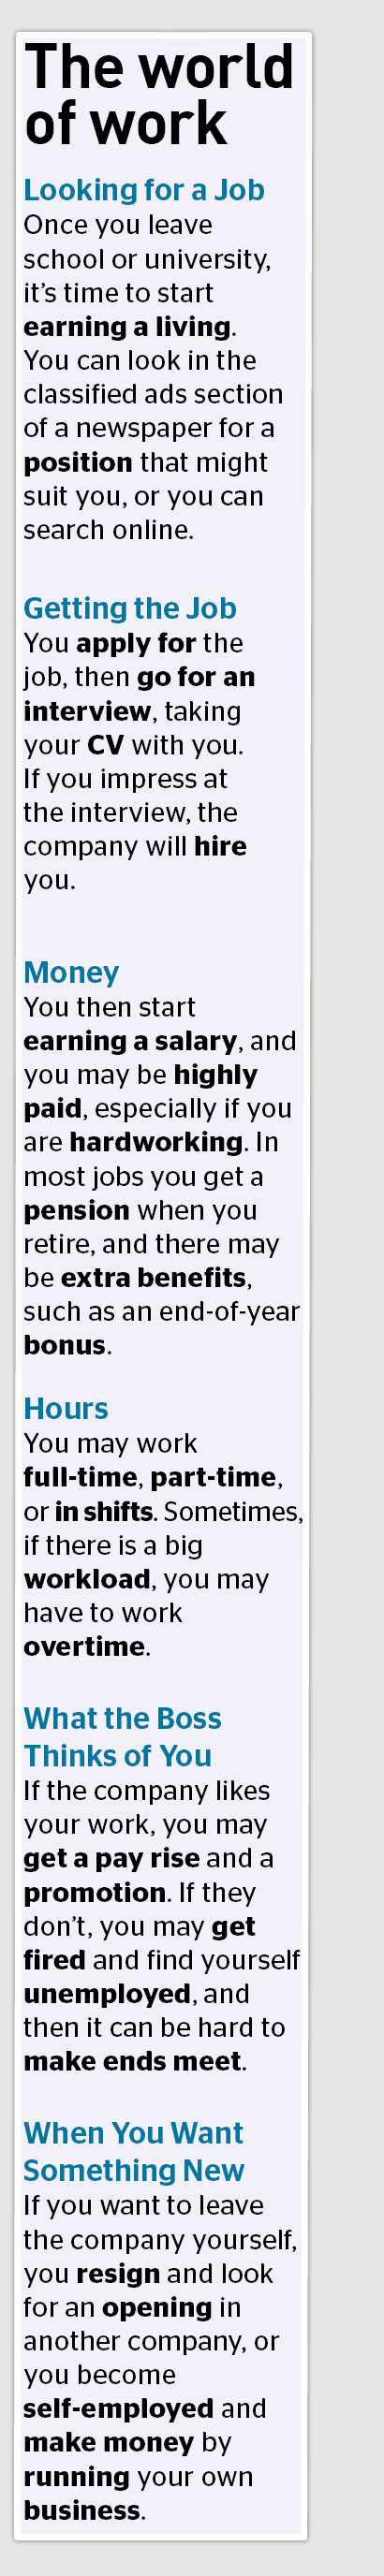 The world
of work
Looking for a Job
Once you leave
school or university,
it's time to start
earning a living.
You can look in the
classified ads section
of a newspaper for a
position that might
suit you, or you can
search online.
Getting the Job
You apply for the
job, then go for an
interview, taking
your CV with you.
If you impress at
the interview, the
company will hire
you.
Money
You then start
earning a salary, and
you may be highly
paid, especially if you
are hardworking. In
most jobs you get a
pension when you
retire, and there may
be extra benefits,
such as an end-of-year
bonus.
Hours
You may work
full-time, part-time,
or in shifts. Sometimes,
if there is a big
workload, you may
have to work
overtime.
What the Boss
Thinks of You
If the company likes
your work, you may
get a pay rise and a
promotion. If they
don't, you may get
fired and find yourself
unemployed, and
then it can be hard to
make ends meet.
When You Want
Something New
If you want to leave
the company yourself,
you resign and look
for an opening in
another company, or
you become
self-employed and
make money by
running your own
business.